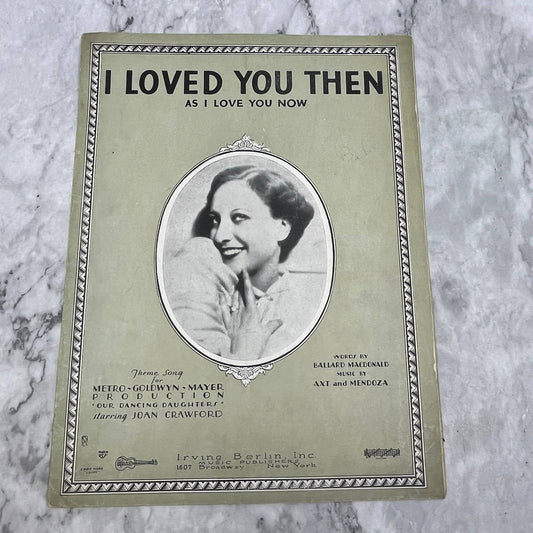 I LOVED YOU THEN
AS I LOVE YOU NOW
WORDS BY
BALLARD MACDONALD
MUSIC BY
AXT and MENDOZA
Theme Song
for
METRO-GOLDWYN-MAYER
PRODUCTION
"OUR DANCING DAUGHTERS"
starring JOAN CRAWFORD
Irving Berlin, Inc.
MUSIC PUBLISHERS
1607 Broadway New York